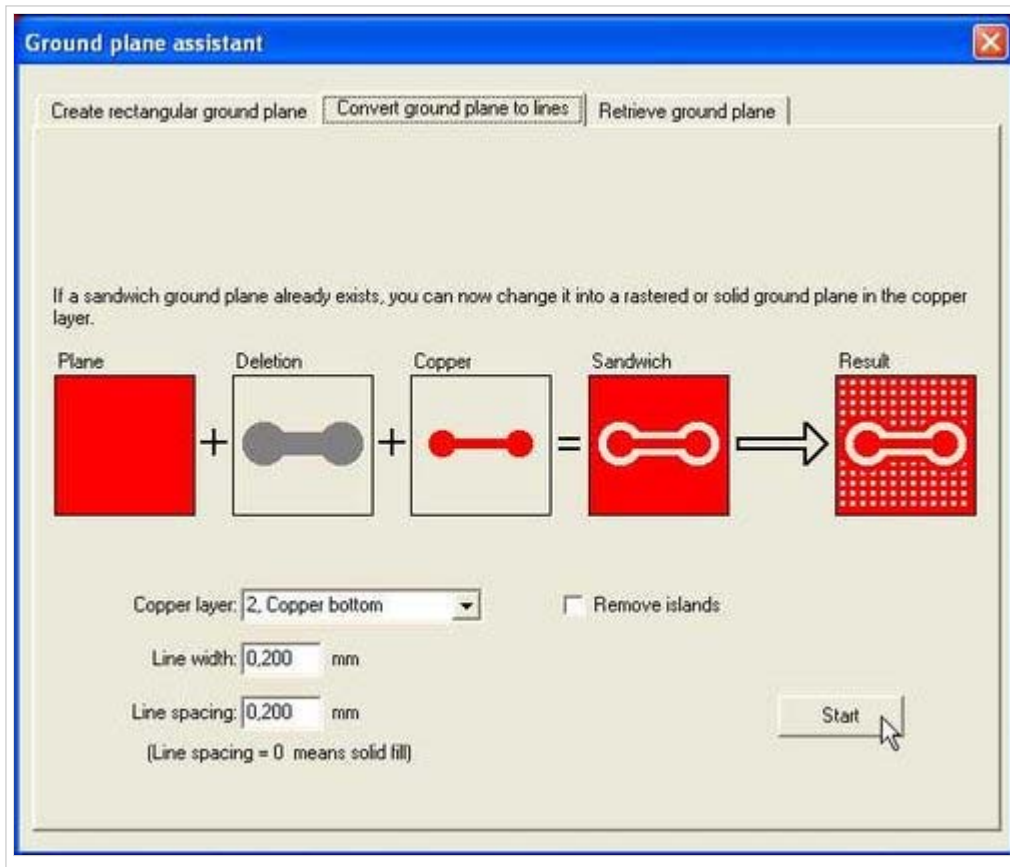 Ground plane assistant
Create rectangular ground plane
Convert ground plane to lines
Retrieve ground plane
If a sandwich ground plane already exists, you can now change it into a rastered or solid ground plane in the copper
layer.
Plane
Deletion
Copper
Sandwich
Result
+
+
=
Copper layer: 2, Copper bottom
Remove islands
Line width: 0,200 mm
Line spacing: 0,200 mm
Start
(Line spacing = 0 means solid fill)